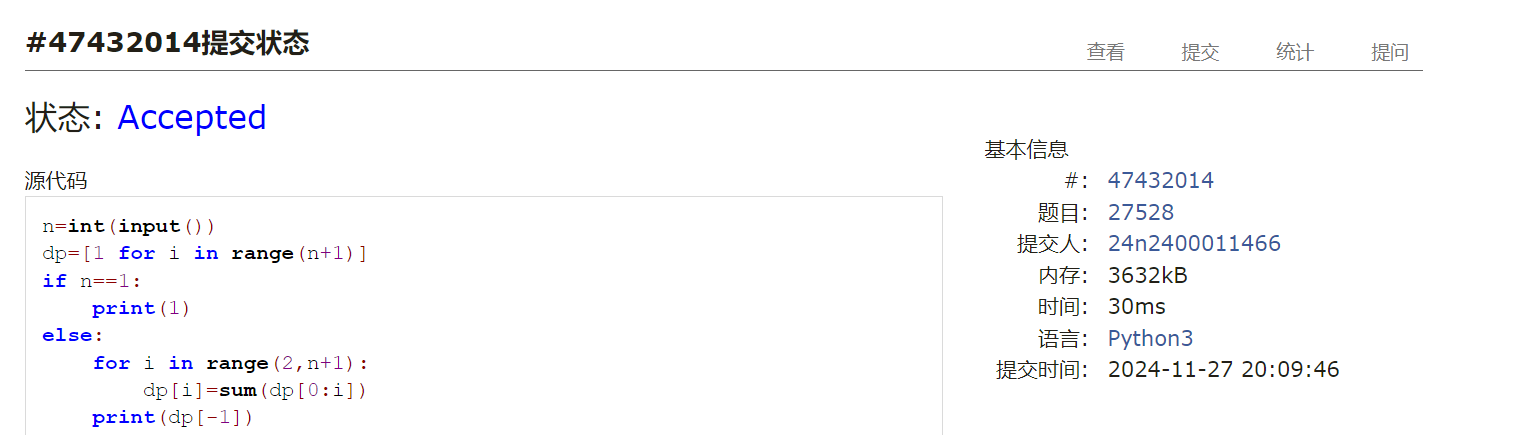 #47432014提交状态
查看 提交 统计 提问
状态: Accepted
源代码
n=int(input())
dp=[1 for i in range(n+1)]
if n==1:
    print(1)
else:
    for i in range(2,n+1):
        dp[i]=sum(dp[0:i])
    print(dp[-1])
基本信息
#: 47432014
题目: 27528
提交人: 24n2400011466
内存: 3632kB
时间: 30ms
语言: Python3
提交时间: 2024-11-27 20:09:46